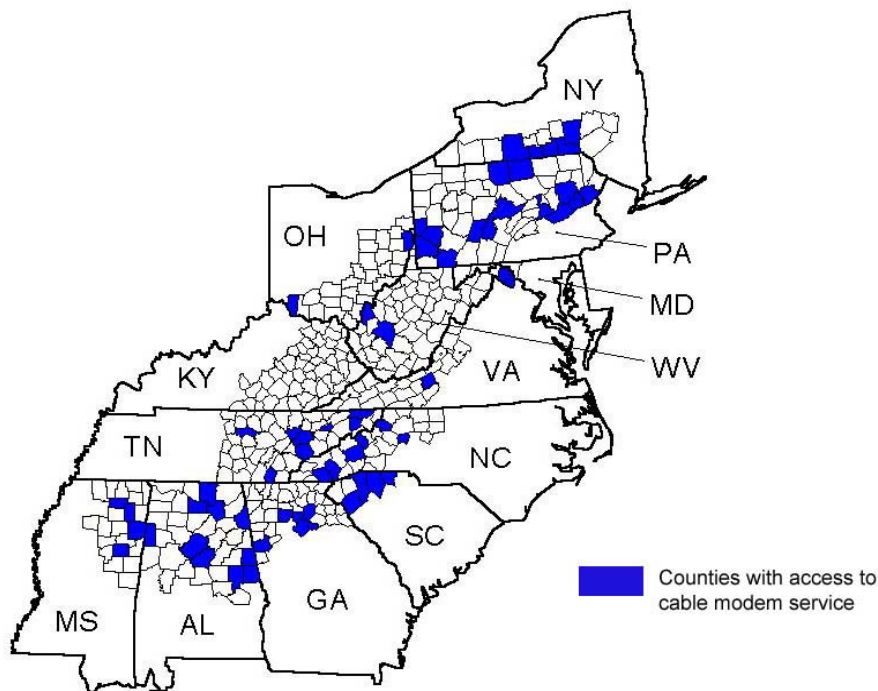 NY
OH
PA
MD
WV
KY
VA
TN
NC
SC
MS
AL
GA
Counties with access to
cable modem service